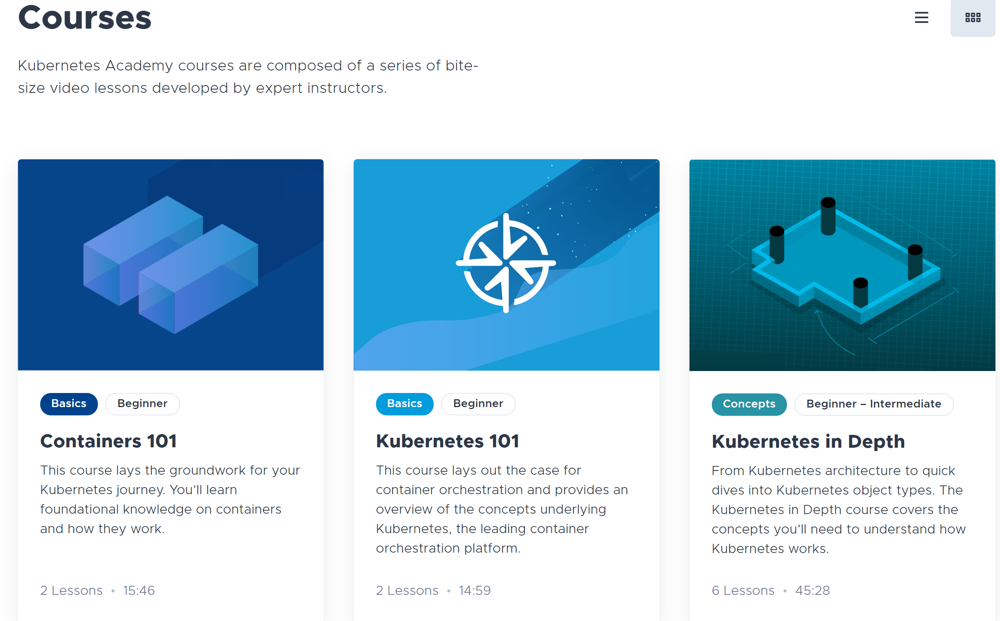 Courses
Kubernetes Academy courses are composed of a series of bite-
size video lessons developed by expert instructors.
Basics
Beginner
Containers 101
This course lays the groundwork for your
Kubernetes journey. You’ll learn
foundational knowledge on containers
and how they work.
2 Lessons • 15:46
Basics
Beginner
Kubernetes 101
This course lays out the case for
container orchestration and provides an
overview of the concepts underlying
Kubernetes, the leading container
orchestration platform.
2 Lessons • 14:59
Concepts
Beginner – Intermediate
Kubernetes in Depth
From Kubernetes architecture to quick
dives into Kubernetes object types. The
Kubernetes in Depth course covers the
concepts you’ll need to understand how
Kubernetes works.
6 Lessons • 45:28